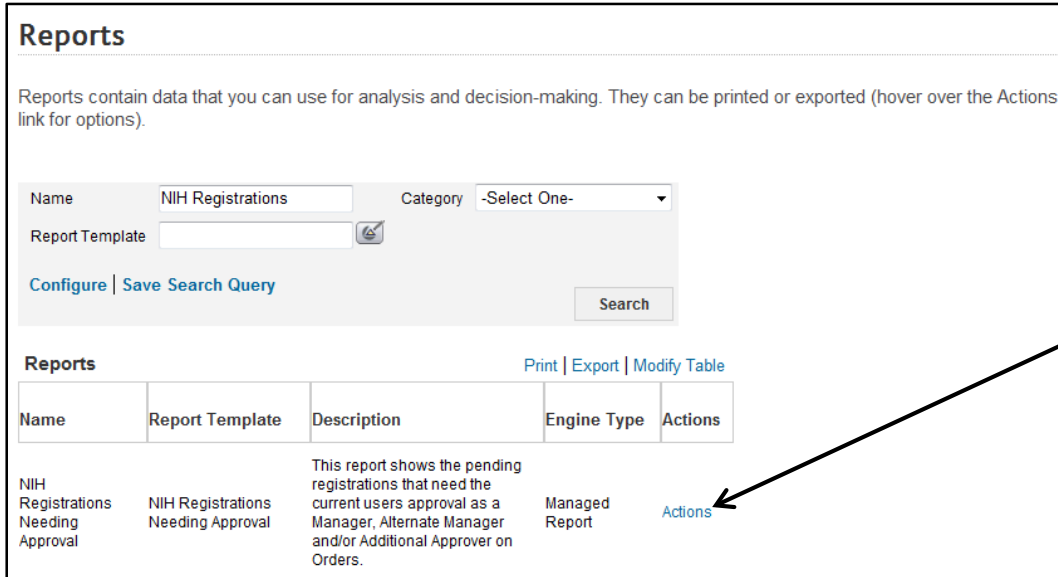 Reports
Reports contain data that you can use for analysis and decision-making. They can be printed or exported (hover over the Actions
link for options).
Name NIH Registrations Category -Select One-
Report Template
Configure | Save Search Query
Search
Reports Print | Export | Modify Table
Name Report Template Description Engine Type Actions
This report shows the pending
NIH registrations that need the
Registrations NIH Registrations current users approval as a Managed Actions
Needing Needing Approval Manager, Alternate Manager Report
Approval and/or Additional Approver on
Orders.